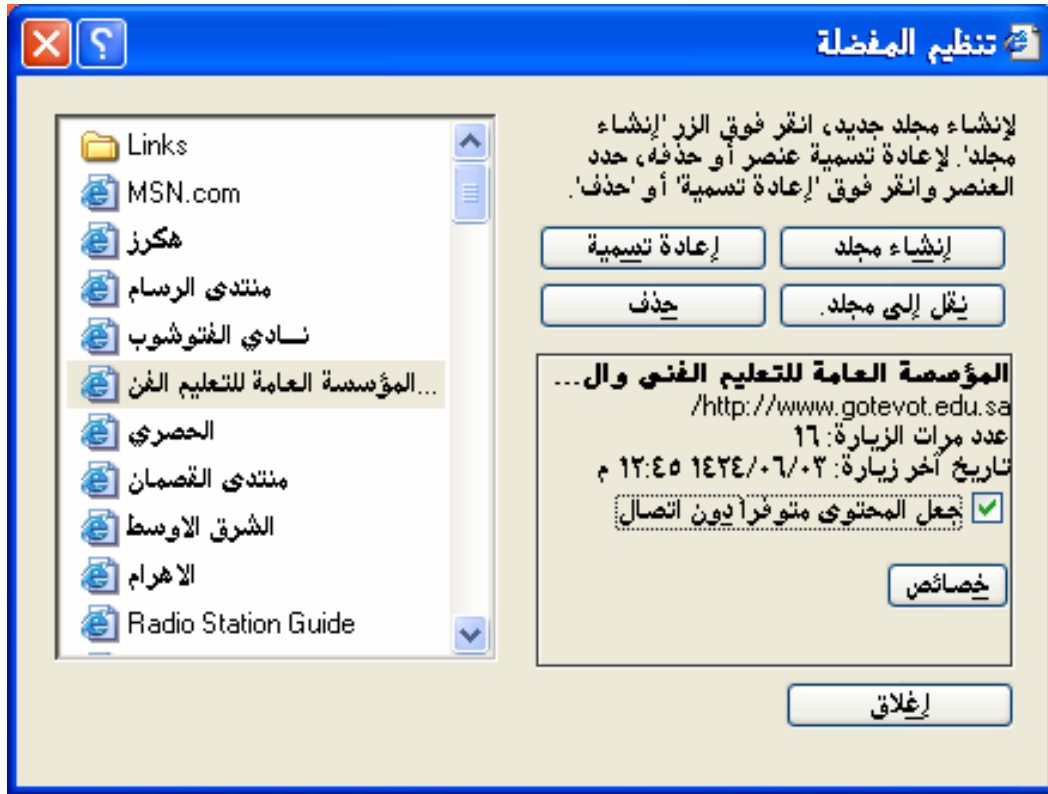 تنظيم المفضلة
لإنشاء مجلد جديد، انقر فوق الزر 'إنشاء
مجلد'. لإعادة تسمية عنصر أو حذفه، حدد
العنصر وانقر فوق 'إعادة تسمية' أو 'حذف'.
إنشاء مجلد
إعادة تسمية
نقل إلى مجلد.
حذف
المؤسسة العامة للتعليم الفني وال...
http://www.gotevot.edu.sa/
عدد مرات الزيارة: ١٦
تاريخ آخر زيارة: ١٤٢٤/٠٦/٠٣ ١٢:٤٥ م
جعل المحتوى متوفراً دون اتصال
خصائص
إغلاق
Links
MSN.com
هكرز
منتدى الرسام
نـــادي الفتوشوب
المؤسسة العامة للتعليم الفن...
الحصري
منتدى القصمان
الشرق الاوسط
الاهرام
Radio Station Guide